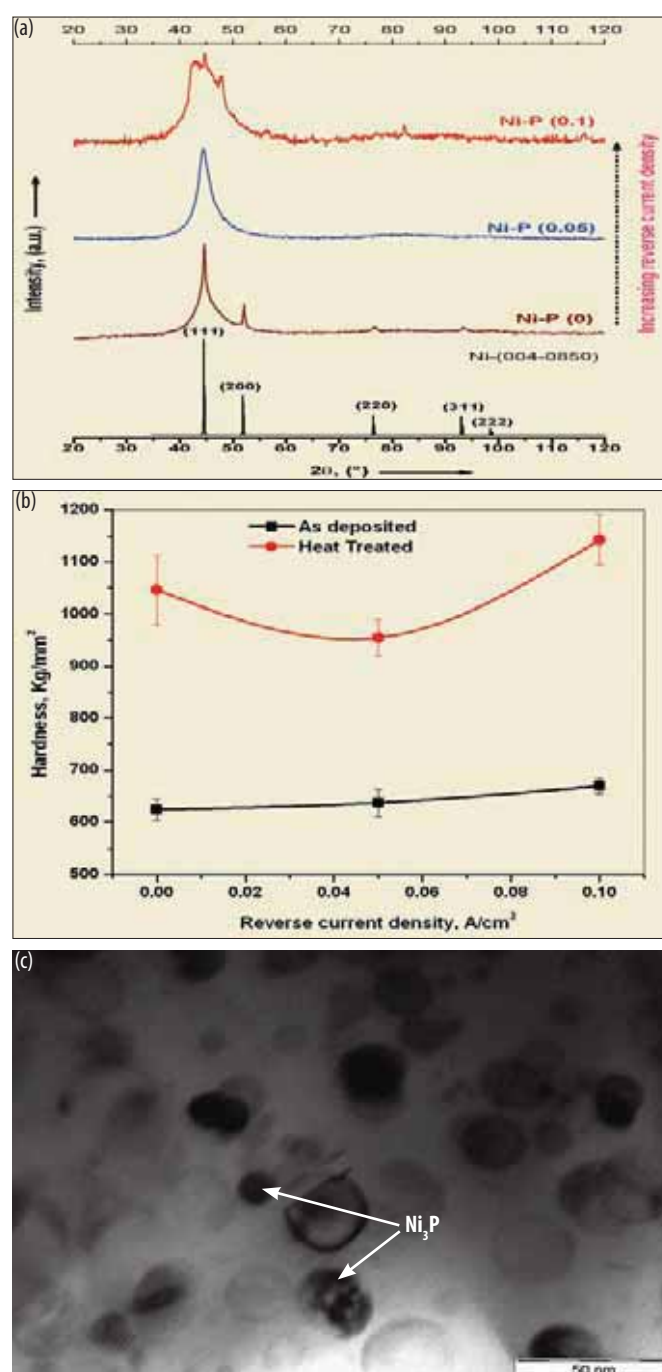 (a)
20 30 40 50 60 70 80 90 100 110 120
Ni-P (0.1)
Ni-P (0.05)
Ni-P (0)
Ni-(004-0850)
Intensity, (a.u.)
Increasing reverse current density
(111)
(200)
(220)
(311)
(222)
20 30 40 50 60 70 80 90 100 110 120
2θ, (°)
(b)
As deposited
Heat Treated
1200
1100
1000
900
800
700
600
500
Hardness, Kg/mm²
0.00 0.02 0.04 0.06 0.08 0.10
Reverse current density, A/cm²
(c)
Ni₃P
50 nm